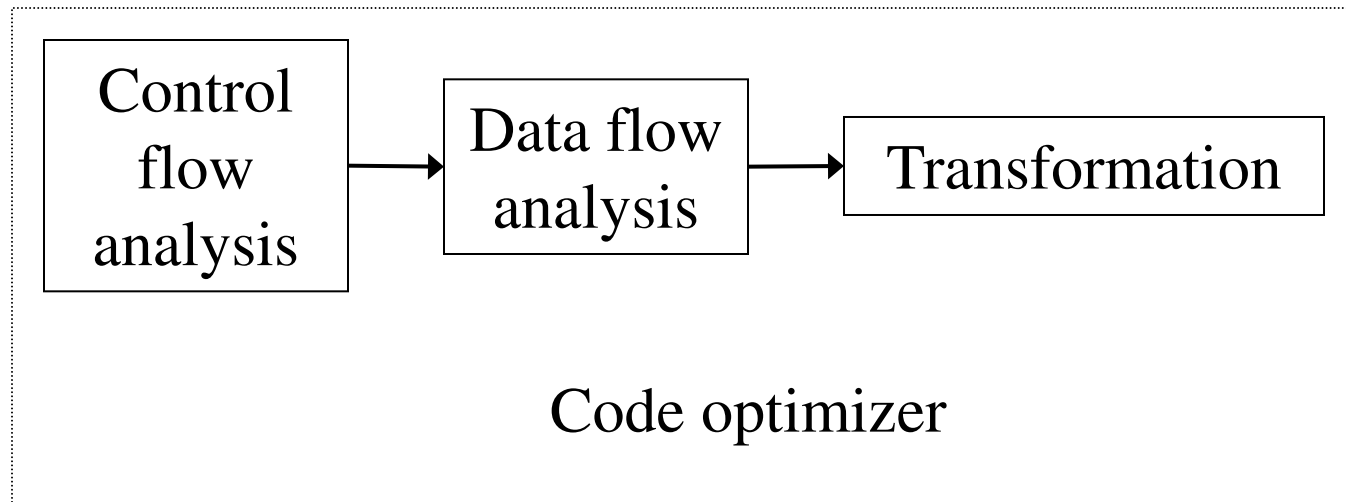 Control
flow
analysis
Data flow
analysis
Transformation
Code optimizer